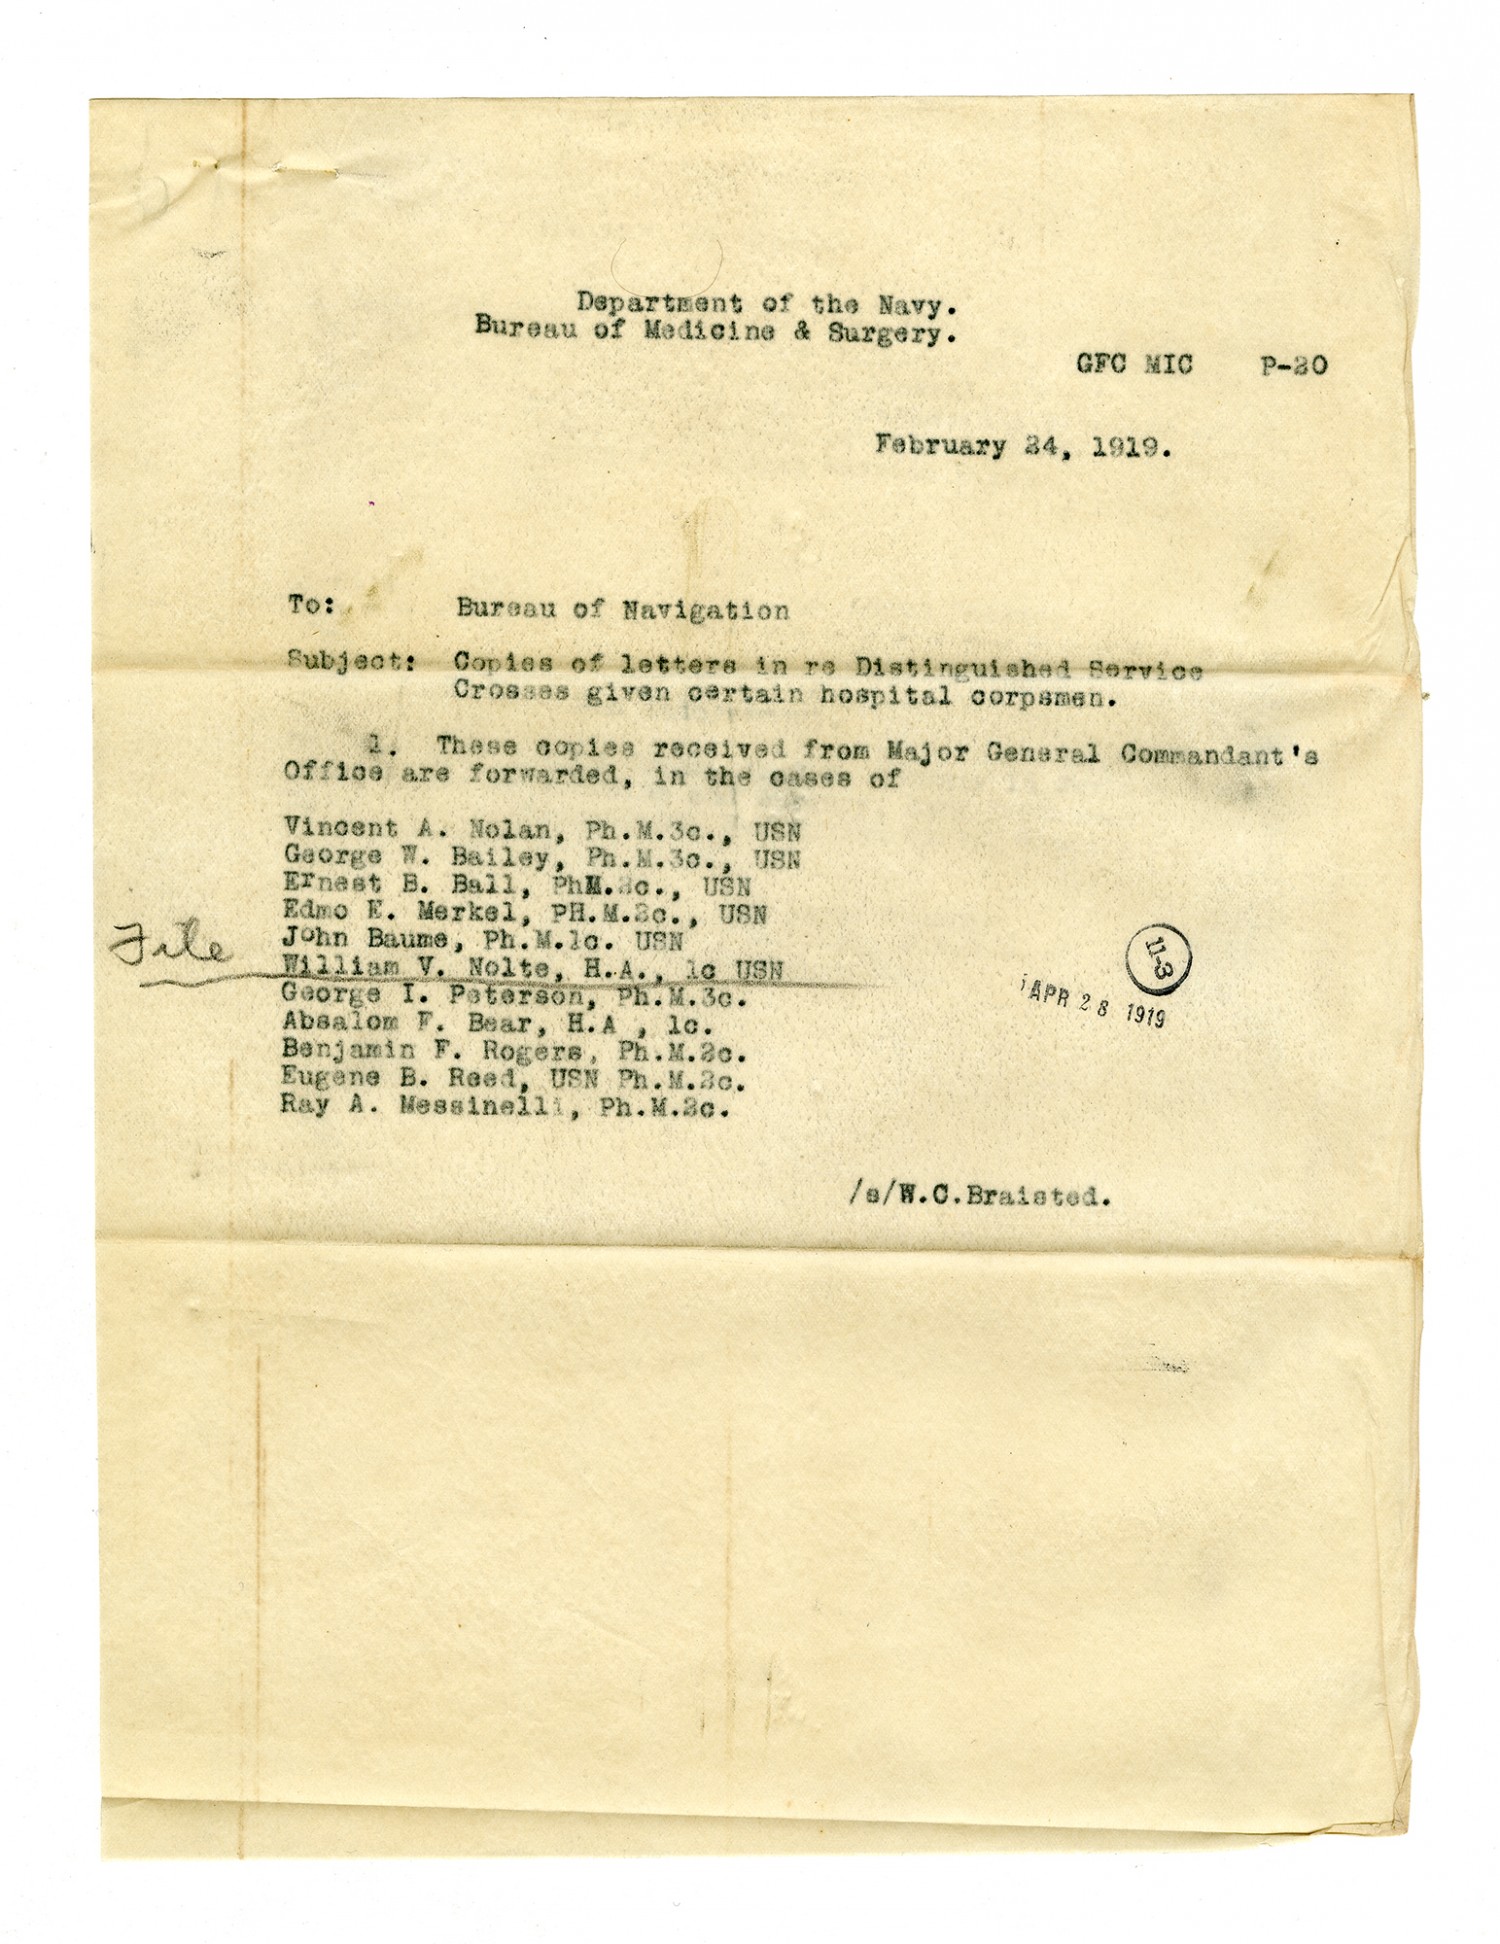 Department of the Navy.
Bureau of Medicine & Surgery.
GFC MIC P-20
February 24, 1919.
To: Bureau of Navigation
Subject: Copies of letters in re Distinguished Service
Crosses given certain hospital corpsmen.
1. These copies received from Major General Commandant's
Office are forwarded, in the cases of
Vincent A. Nolan, Ph.M.3c., USN
George W. Bailey, Ph.M.3c., USN
Ernest B. Ball, PhM.2c., USN
Edmo E. Merkel, PH.M.2c., USN
John Baume, Ph.M.1c. USN
File William V. Nolte, H.A., 1c USN
George I. Peterson, Ph.M.3c.
Absalom F. Bear, H.A , 1c.
Benjamin F. Rogers, Ph.M.2c.
Eugene B. Reed, USN Ph.M.2c.
Ray A. Messinelli, Ph.M.2c.
11-3
APR 28 1919
/s/W.C.Braisted.